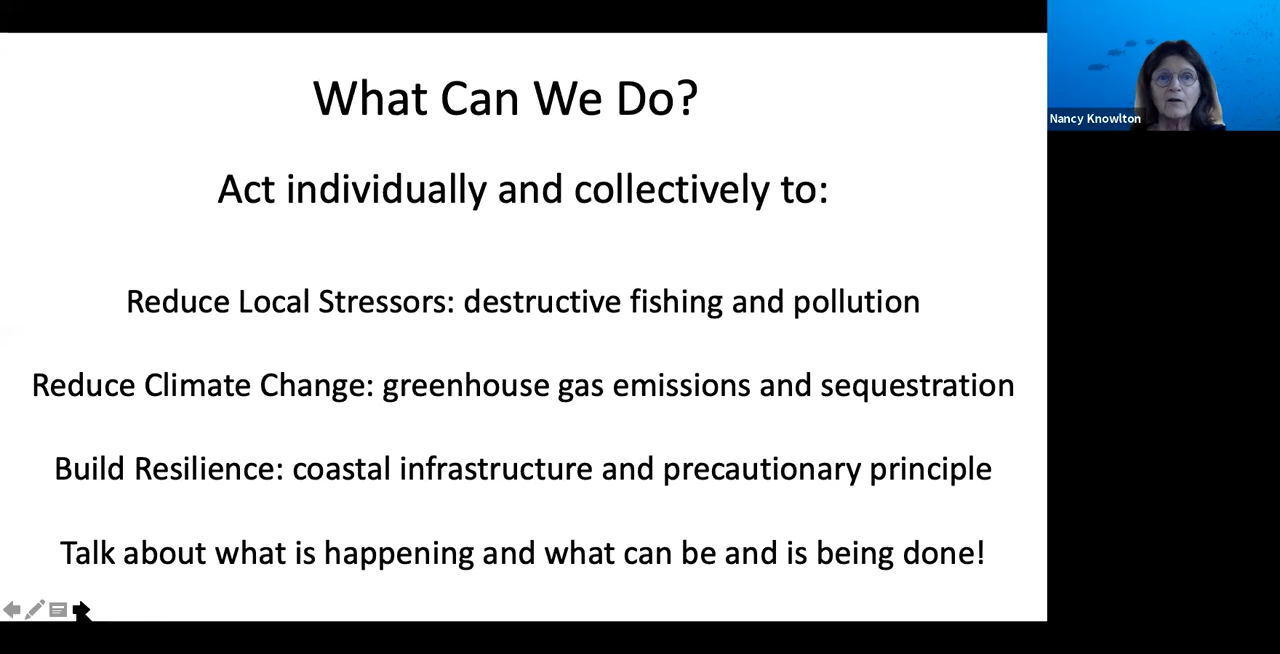 What Can We Do?
Act individually and collectively to:
Reduce Local Stressors: destructive fishing and pollution
Reduce Climate Change: greenhouse gas emissions and sequestration
Build Resilience: coastal infrastructure and precautionary principle
Talk about what is happening and what can be and is being done!
Nancy Knowlton